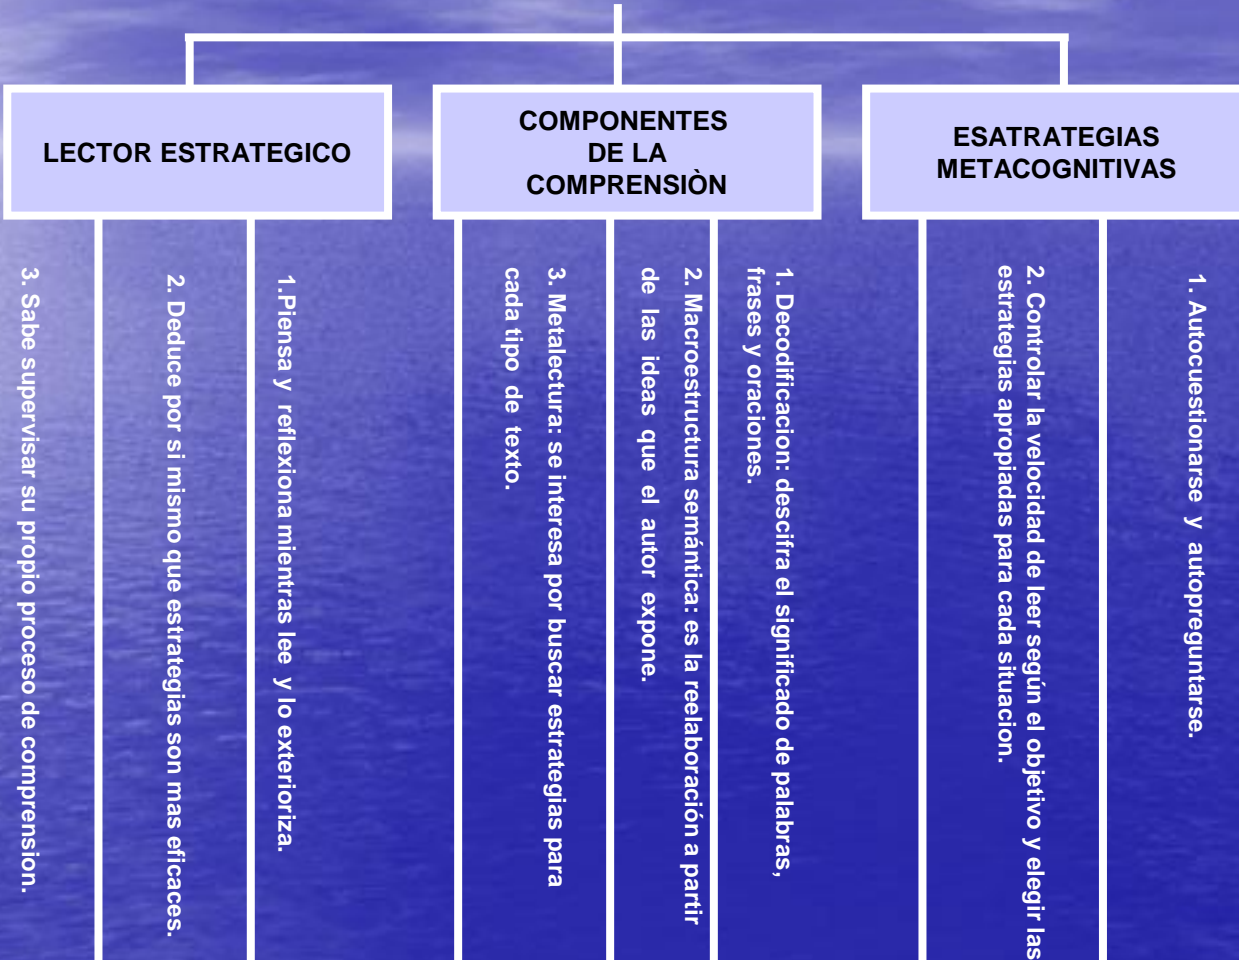 LECTOR ESTRATEGICO
1.Piensa y reflexiona mientras lee y lo exterioriza.
2. Deduce por si mismo que estrategias son mas eficaces.
3. Sabe supervisar su propio proceso de comprension.
COMPONENTES
DE LA
COMPRENSIÒN
1. Decodificacion: descifra el significado de palabras,
frases y oraciones.
2. Macroestructura semántica: es la reelaboración a partir
de las ideas que el autor expone.
3. Metalectura: se interesa por buscar estrategias para
cada tipo de texto.
ESATRATEGIAS
METACOGNITIVAS
1. Autocuestionarse y autopreguntarse.
2. Controlar la velocidad de leer según el objetivo y elegir las
estrategias apropiadas para cada situacion.